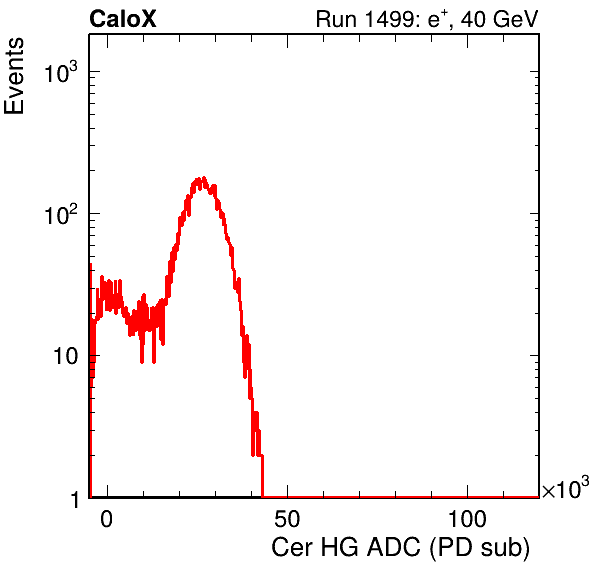 CaloX Run 1499: e⁺, 40 GeV
Events
10³
10²
10
1
0 50 100 ×10³
Cer HG ADC (PD sub)